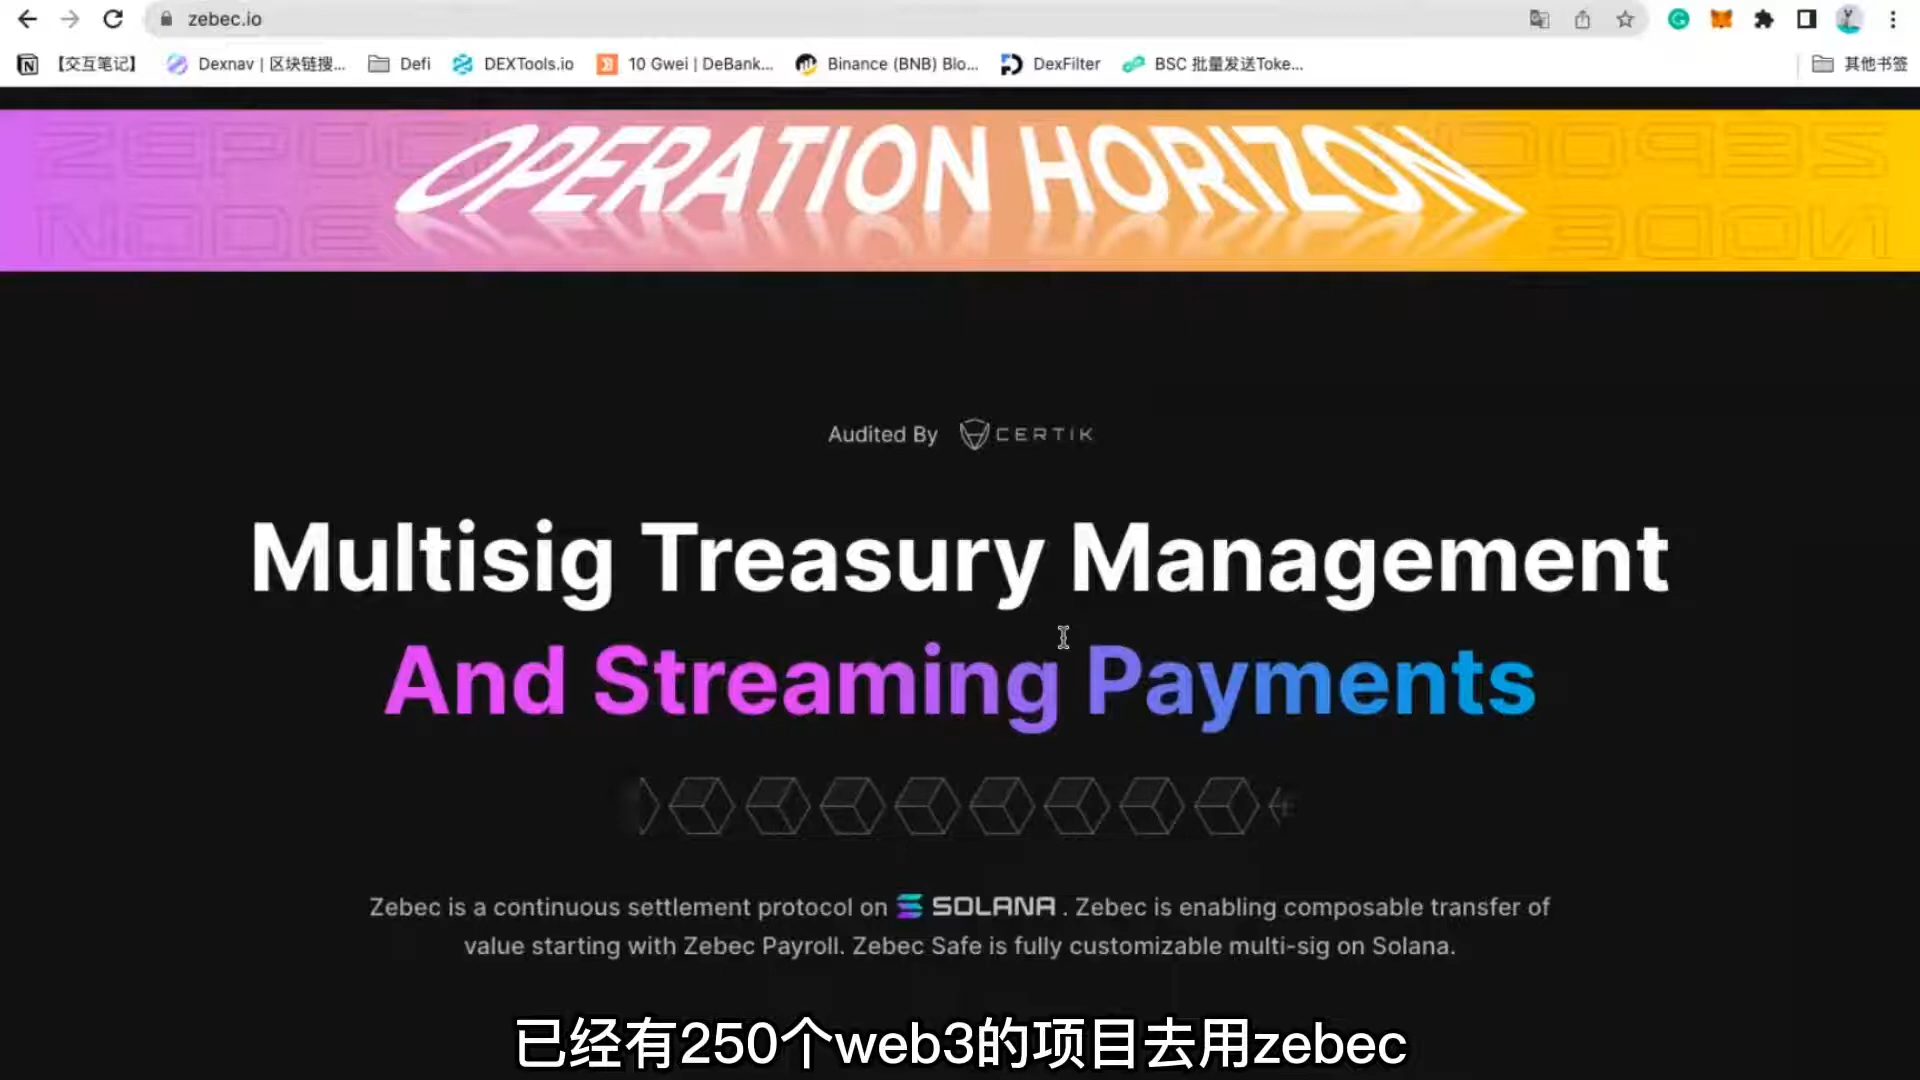 zebec.io
【交互笔记】 Dexnav | 区块链搜... Defi DEXTools.io 10 Gwei | DeBank... Binance (BNB) Blo... DexFilter BSC 批量发送Toke... 其他书签
OPERATION HORIZON
NODE
Audited By CERTIK
Multisig Treasury Management
And Streaming Payments
Zebec is a continuous settlement protocol on SOLANA . Zebec is enabling composable transfer of
value starting with Zebec Payroll. Zebec Safe is fully customizable multi-sig on Solana.
已经有250个web3的项目去用zebec